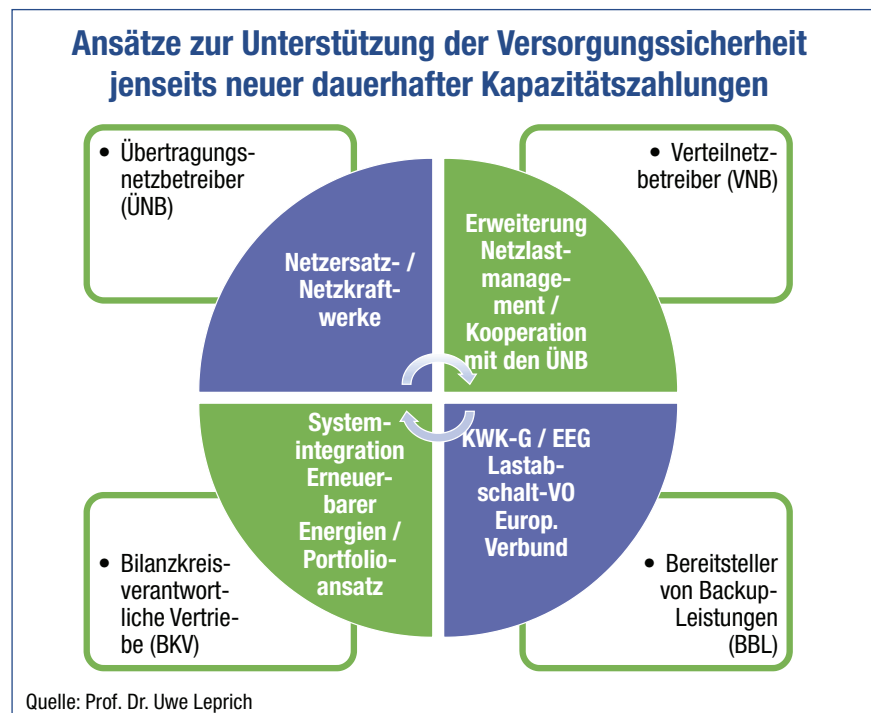 Ansätze zur Unterstützung der Versorgungssicherheit
jenseits neuer dauerhafter Kapazitätszahlungen
• Übertragungs-
netzbetreiber
(ÜNB)
• Verteilnetz-
betreiber (VNB)
Netzersatz- /
Netzkraft-
werke
Erweiterung
Netzlast-
manage-
ment /
Kooperation
mit den ÜNB
System-
integration
Erneuer-
barer
Energien /
Portfolio-
ansatz
KWK-G / EEG
Lastab-
schalt-VO
Europ.
Verbund
• Bilanzkreis-
verantwort-
liche Vertrie-
be (BKV)
• Bereitsteller
von Backup-
Leistungen
(BBL)
Quelle: Prof. Dr. Uwe Leprich